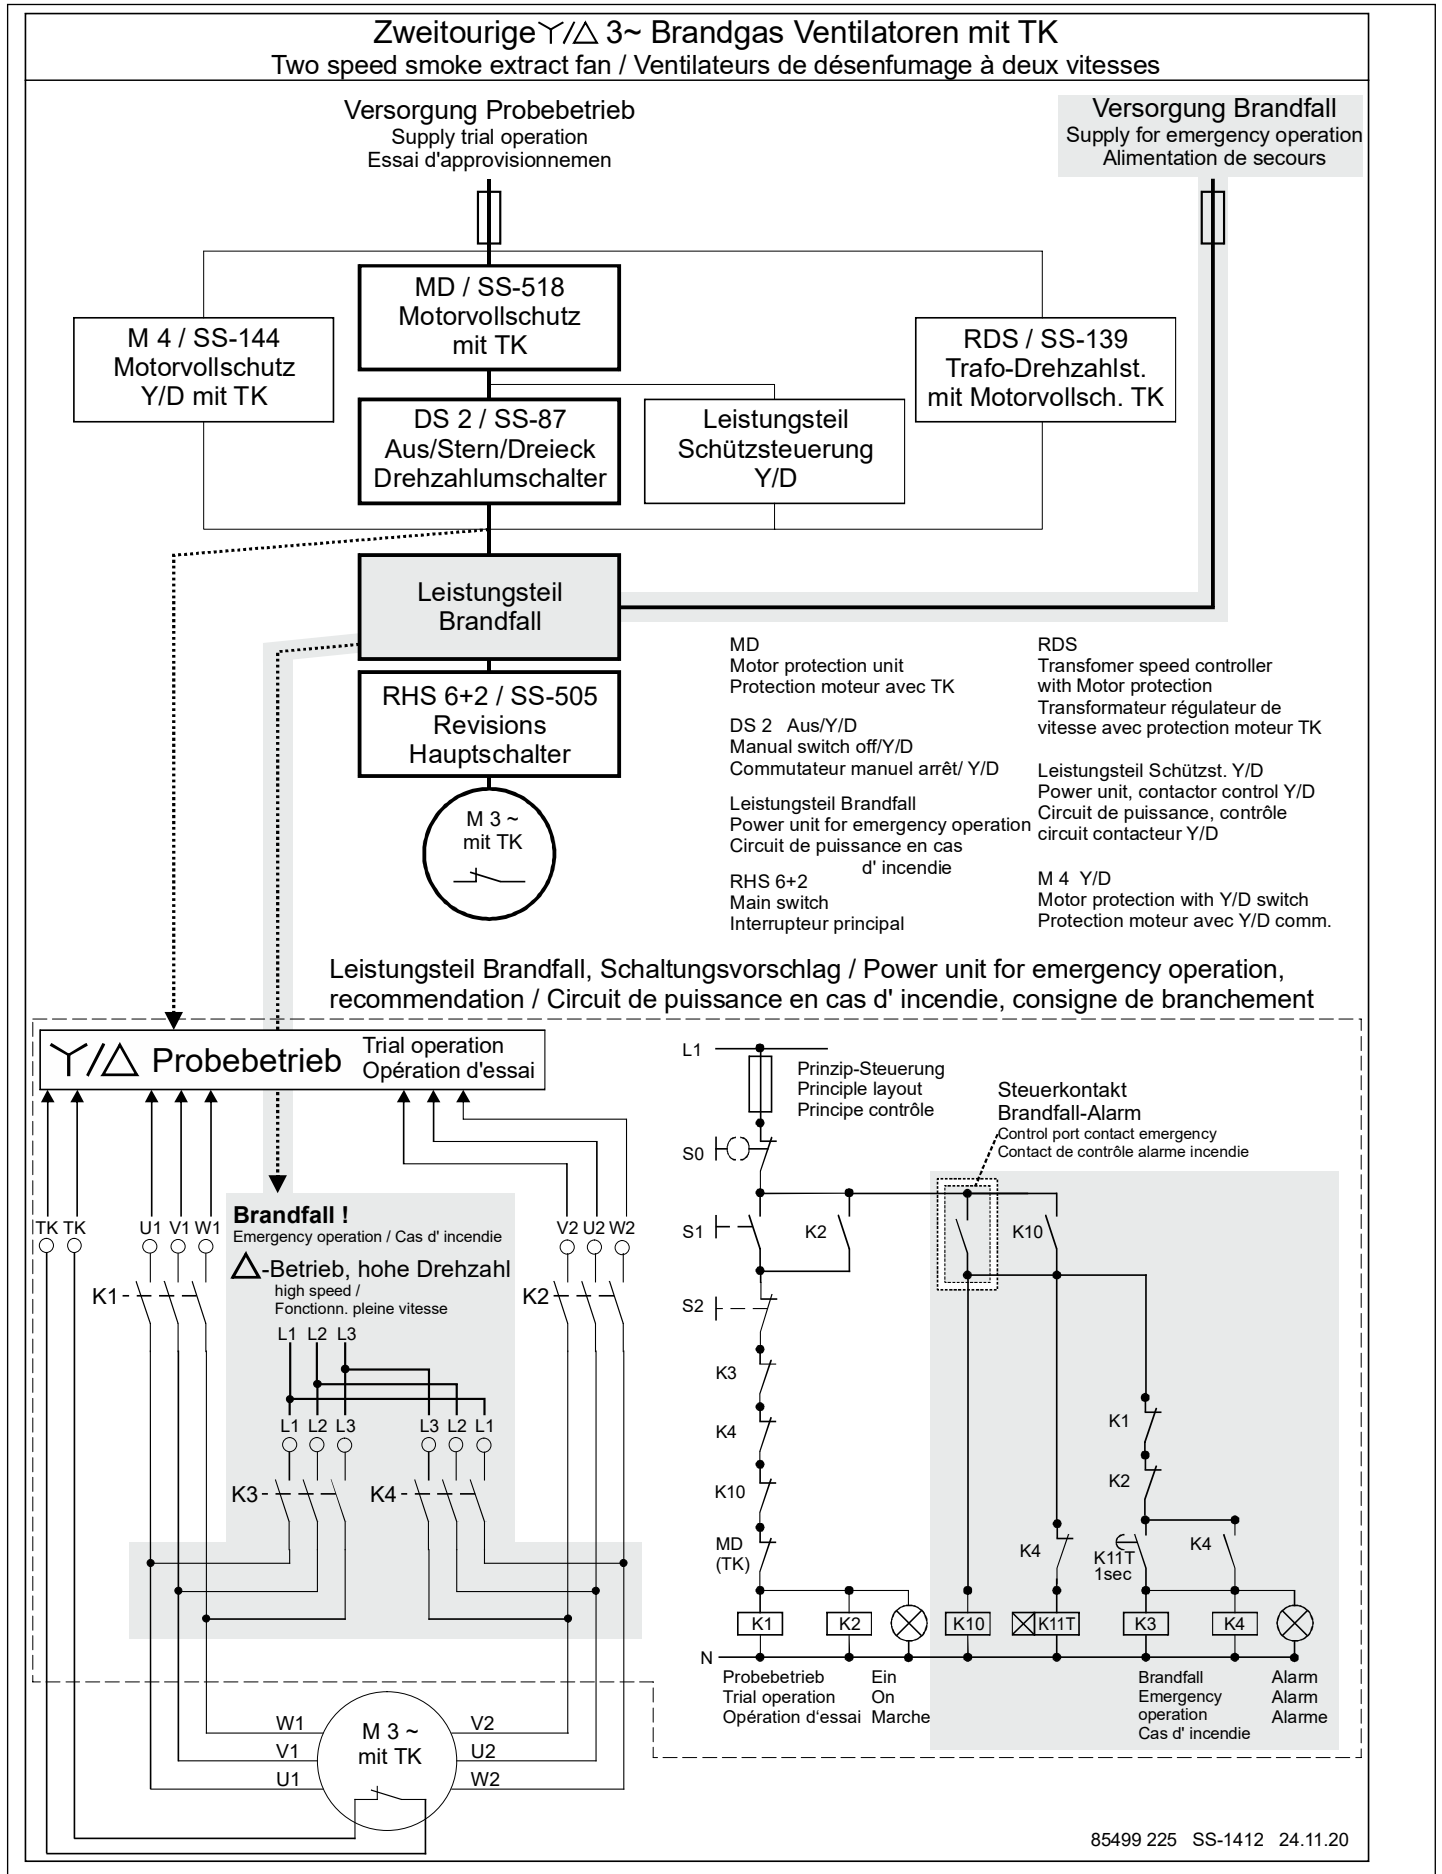 Zweitourige Y/△ 3~ Brandgas Ventilatoren mit TK
Two speed smoke extract fan / Ventilateurs de désenfumage à deux vitesses
Versorgung Probebetrieb
Supply trial operation
Essai d'approvisionnemen
Versorgung Brandfall
Supply for emergency operation
Alimentation de secours
MD / SS-518
Motorvollschutz
mit TK
M 4 / SS-144
Motorvollschutz
Y/D mit TK
RDS / SS-139
Trafo-Drehzahlst.
mit Motorvollsch. TK
DS 2 / SS-87
Aus/Stern/Dreieck
Drehzahlumschalter
Leistungsteil
Schützsteuerung
Y/D
Leistungsteil
Brandfall
RHS 6+2 / SS-505
Revisions
Hauptschalter
M 3 ~
mit TK
MD
Motor protection unit
Protection moteur avec TK
DS 2 Aus/Y/D
Manual switch off/Y/D
Commutateur manuel arrêt/ Y/D
Leistungsteil Brandfall
Power unit for emergency operation
Circuit de puissance en cas
d' incendie
RHS 6+2
Main switch
Interrupteur principal
RDS
Transfomer speed controller
with Motor protection
Transformateur régulateur de
vitesse avec protection moteur TK
Leistungsteil Schützst. Y/D
Power unit, contactor control Y/D
Circuit de puissance, contrôle
circuit contacteur Y/D
M 4 Y/D
Motor protection with Y/D switch
Protection moteur avec Y/D comm.
Leistungsteil Brandfall, Schaltungsvorschlag / Power unit for emergency operation,
recommendation / Circuit de puissance en cas d' incendie, consigne de branchement
Y/△ Probebetrieb
Trial operation
Opération d'essai
TK TK U1 V1 W1
V2 U2 W2
Brandfall !
Emergency operation / Cas d' incendie
△-Betrieb, hohe Drehzahl
high speed /
Fonctionn. pleine vitesse
K1
K2
L1 L2 L3
L1 L2 L3 L3 L2 L1
K3
K4
W1
V1
U1
M 3 ~
mit TK
V2
U2
W2
L1
Prinzip-Steuerung
Principle layout
Principe contrôle
Steuerkontakt
Brandfall-Alarm
Control port contact emergency
Contact de contrôle alarme incendie
S0
S1
K2
K10
S2
K3
K4
K10
MD
(TK)
K1
K2
K4
K11T
1sec
K4
K1
K2
K10
K11T
K3
K4
N
Probebetrieb
Trial operation
Opération d'essai
Ein
On
Marche
Brandfall
Emergency
operation
Cas d' incendie
Alarm
Alarm
Alarme
85499 225 SS-1412 24.11.20